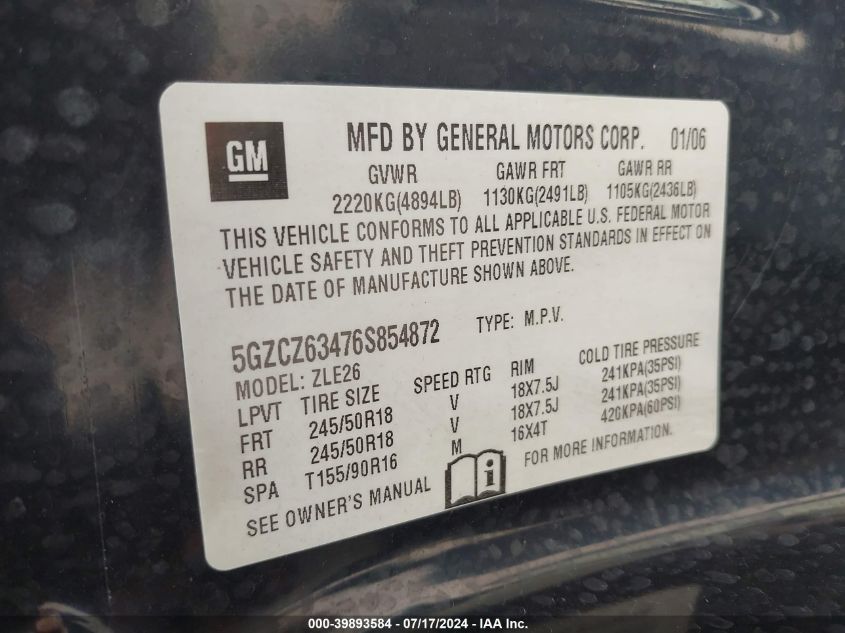 GM
MFD BY GENERAL MOTORS CORP. 01/06
GVWR GAWR FRT GAWR RR
2220KG(4894LB) 1130KG(2491LB) 1105KG(2436LB)
THIS VEHICLE CONFORMS TO ALL APPLICABLE U.S. FEDERAL MOTOR
VEHICLE SAFETY AND THEFT PREVENTION STANDARDS IN EFFECT ON
THE DATE OF MANUFACTURE SHOWN ABOVE.
5GZCZ63476S854872 TYPE: M.P.V.
MODEL: ZLE26
LPVT TIRE SIZE SPEED RTG RIM COLD TIRE PRESSURE
FRT 245/50R18 V 18X7.5J 241KPA(35PSI)
RR 245/50R18 V 18X7.5J 241KPA(35PSI)
SPA T155/90R16 M 16X4T 420KPA(60PSI)
SEE OWNER'S MANUAL i FOR MORE INFORMATION.
000-39893584 - 07/17/2024 - IAA Inc.